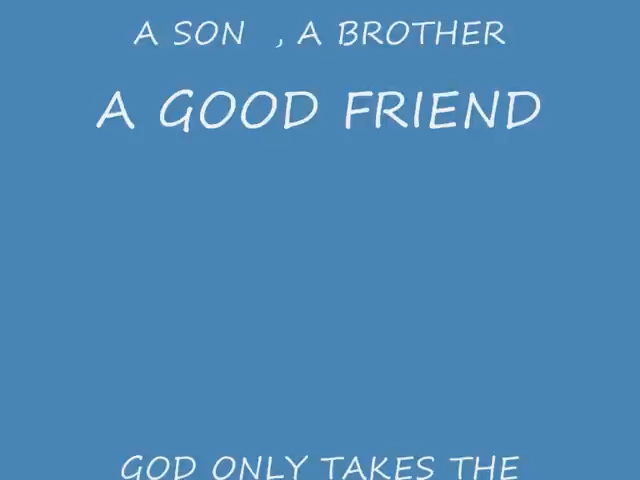 A SON , A BROTHER
A GOOD FRIEND
GOD ONLY TAKES THE